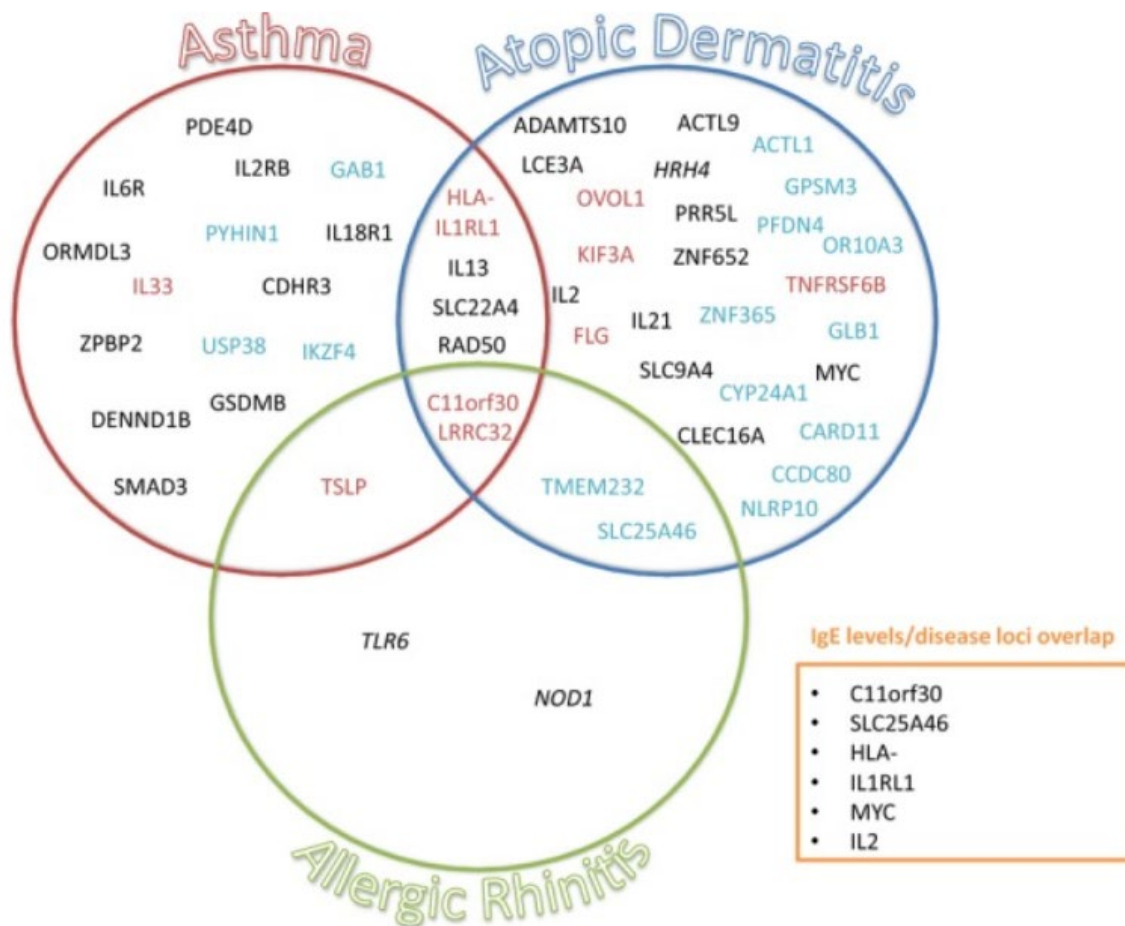 Asthma
Atopic Dermatitis
PDE4D
IL2RB
GAB1
IL6R
PYHIN1
IL18R1
ORMDL3
IL33
CDHR3
ZPBP2
USP38
IKZF4
GSDMB
DENND1B
SMAD3
HLA-
IL1RL1
IL13
SLC22A4
RAD50
C11orf30
LRRC32
TSLP
ADAMTS10
ACTL9
ACTL1
LCE3A
HRH4
GPSM3
OVOL1
PRR5L
PFDN4
OR10A3
KIF3A
ZNF652
TNFRSF6B
IL2
IL21
ZNF365
GLB1
FLG
SLC9A4
MYC
CYP24A1
CLEC16A
CARD11
CCDC80
NLRP10
TMEM232
SLC25A46
TLR6
NOD1
Allergic Rhinitis
IgE levels/disease loci overlap
• C11orf30
• SLC25A46
• HLA-
• IL1RL1
• MYC
• IL2